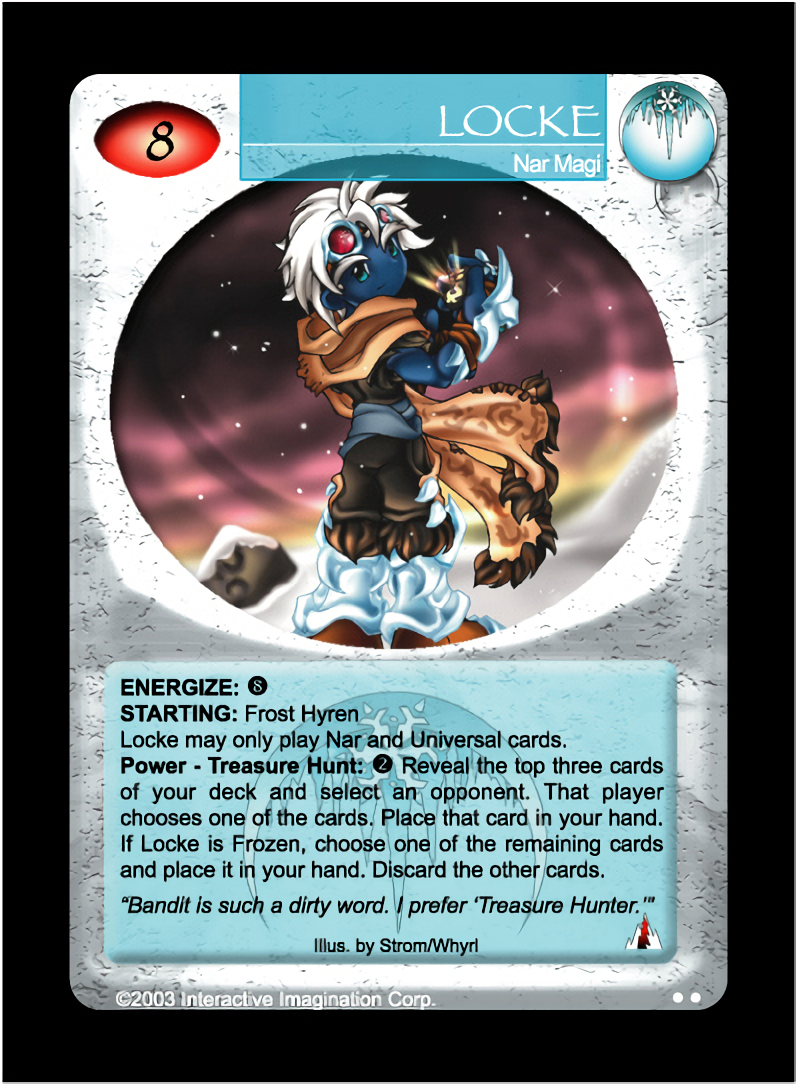 8
LOCKE
Nar Magi
ENERGIZE: 8
STARTING: Frost Hyren
Locke may only play Nar and Universal cards.
Power - Treasure Hunt: 2 Reveal the top three cards
of your deck and select an opponent. That player
chooses one of the cards. Place that card in your hand.
If Locke is Frozen, choose one of the remaining cards
and place it in your hand. Discard the other cards.
“Bandit is such a dirty word. I prefer ‘Treasure Hunter.’”
Illus. by Strom/Whyrl
©2003 Interactive Imagination Corp.